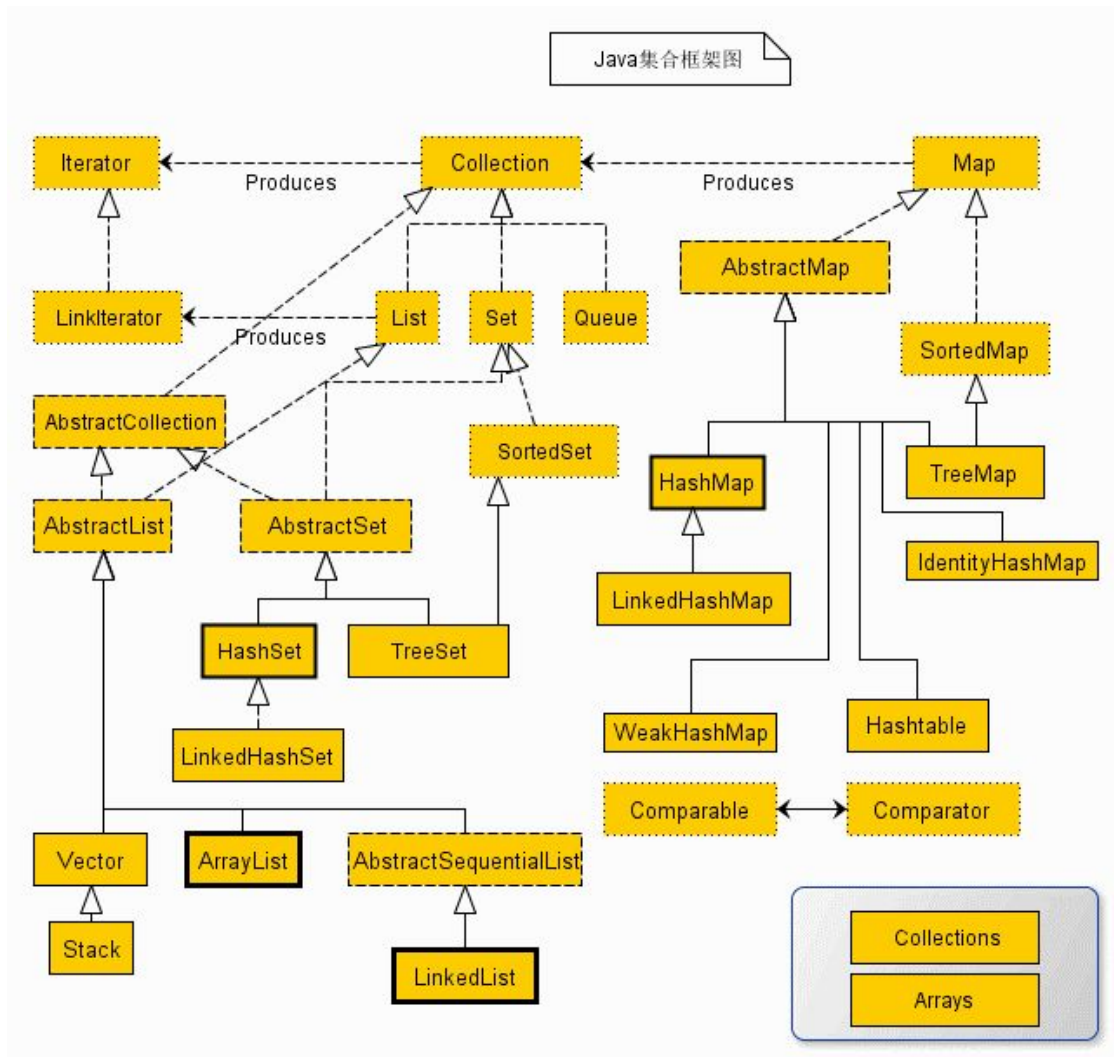 Java集合框架图
Iterator
Collection
Map
Produces
Produces
AbstractMap
LinkIterator
List
Set
Queue
Produces
SortedMap
AbstractCollection
SortedSet
HashMap
TreeMap
AbstractList
AbstractSet
IdentityHashMap
LinkedHashMap
HashSet
TreeSet
WeakHashMap
Hashtable
LinkedHashSet
Comparable
Comparator
Vector
ArrayList
AbstractSequentialList
Collections
Stack
LinkedList
Arrays